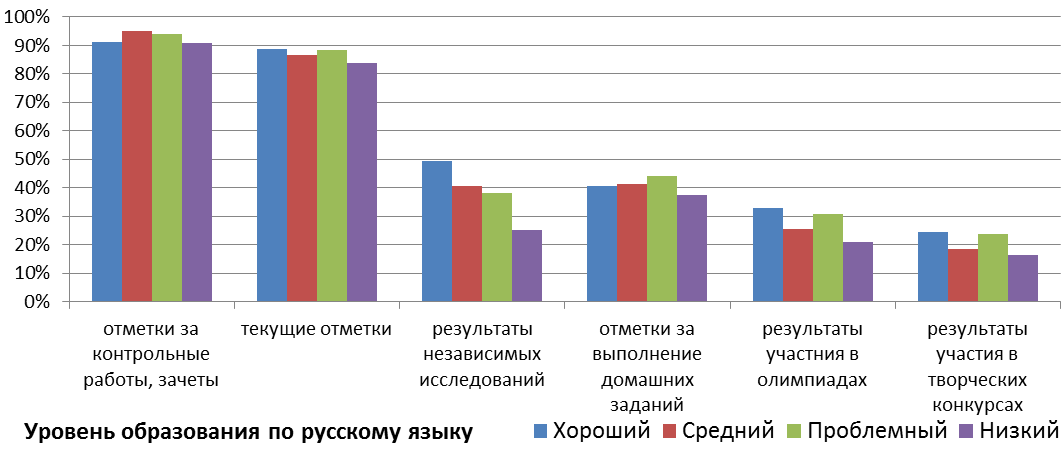 100%
90%
80%
70%
60%
50%
40%
30%
20%
10%
0%
отметки за
контрольные
работы, зачеты
текущие отметки
результаты
независимых
исследований
отметки за
выполнение
домашних
заданий
результаты
участния в
олимпиадах
результаты
участия в
творческих
конкурсах
Уровень образования по русскому языку
Хороший Средний Проблемный Низкий